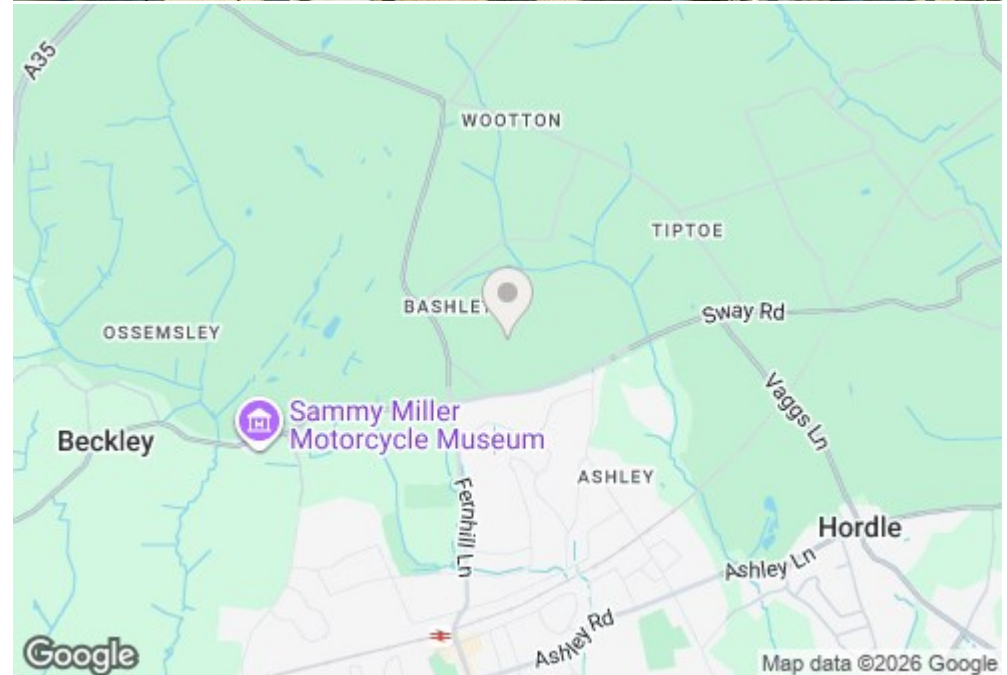 A35
WOOTTON
TIPTOE
BASHLEY
Sway Rd
OSSEMSLEY
Vaggs Ln
Sammy Miller
Motorcycle Museum
Beckley
ASHLEY
Fernhill Ln
Hordle
Ashley Ln
Ashley Rd
Google
Map data ©2026 Google